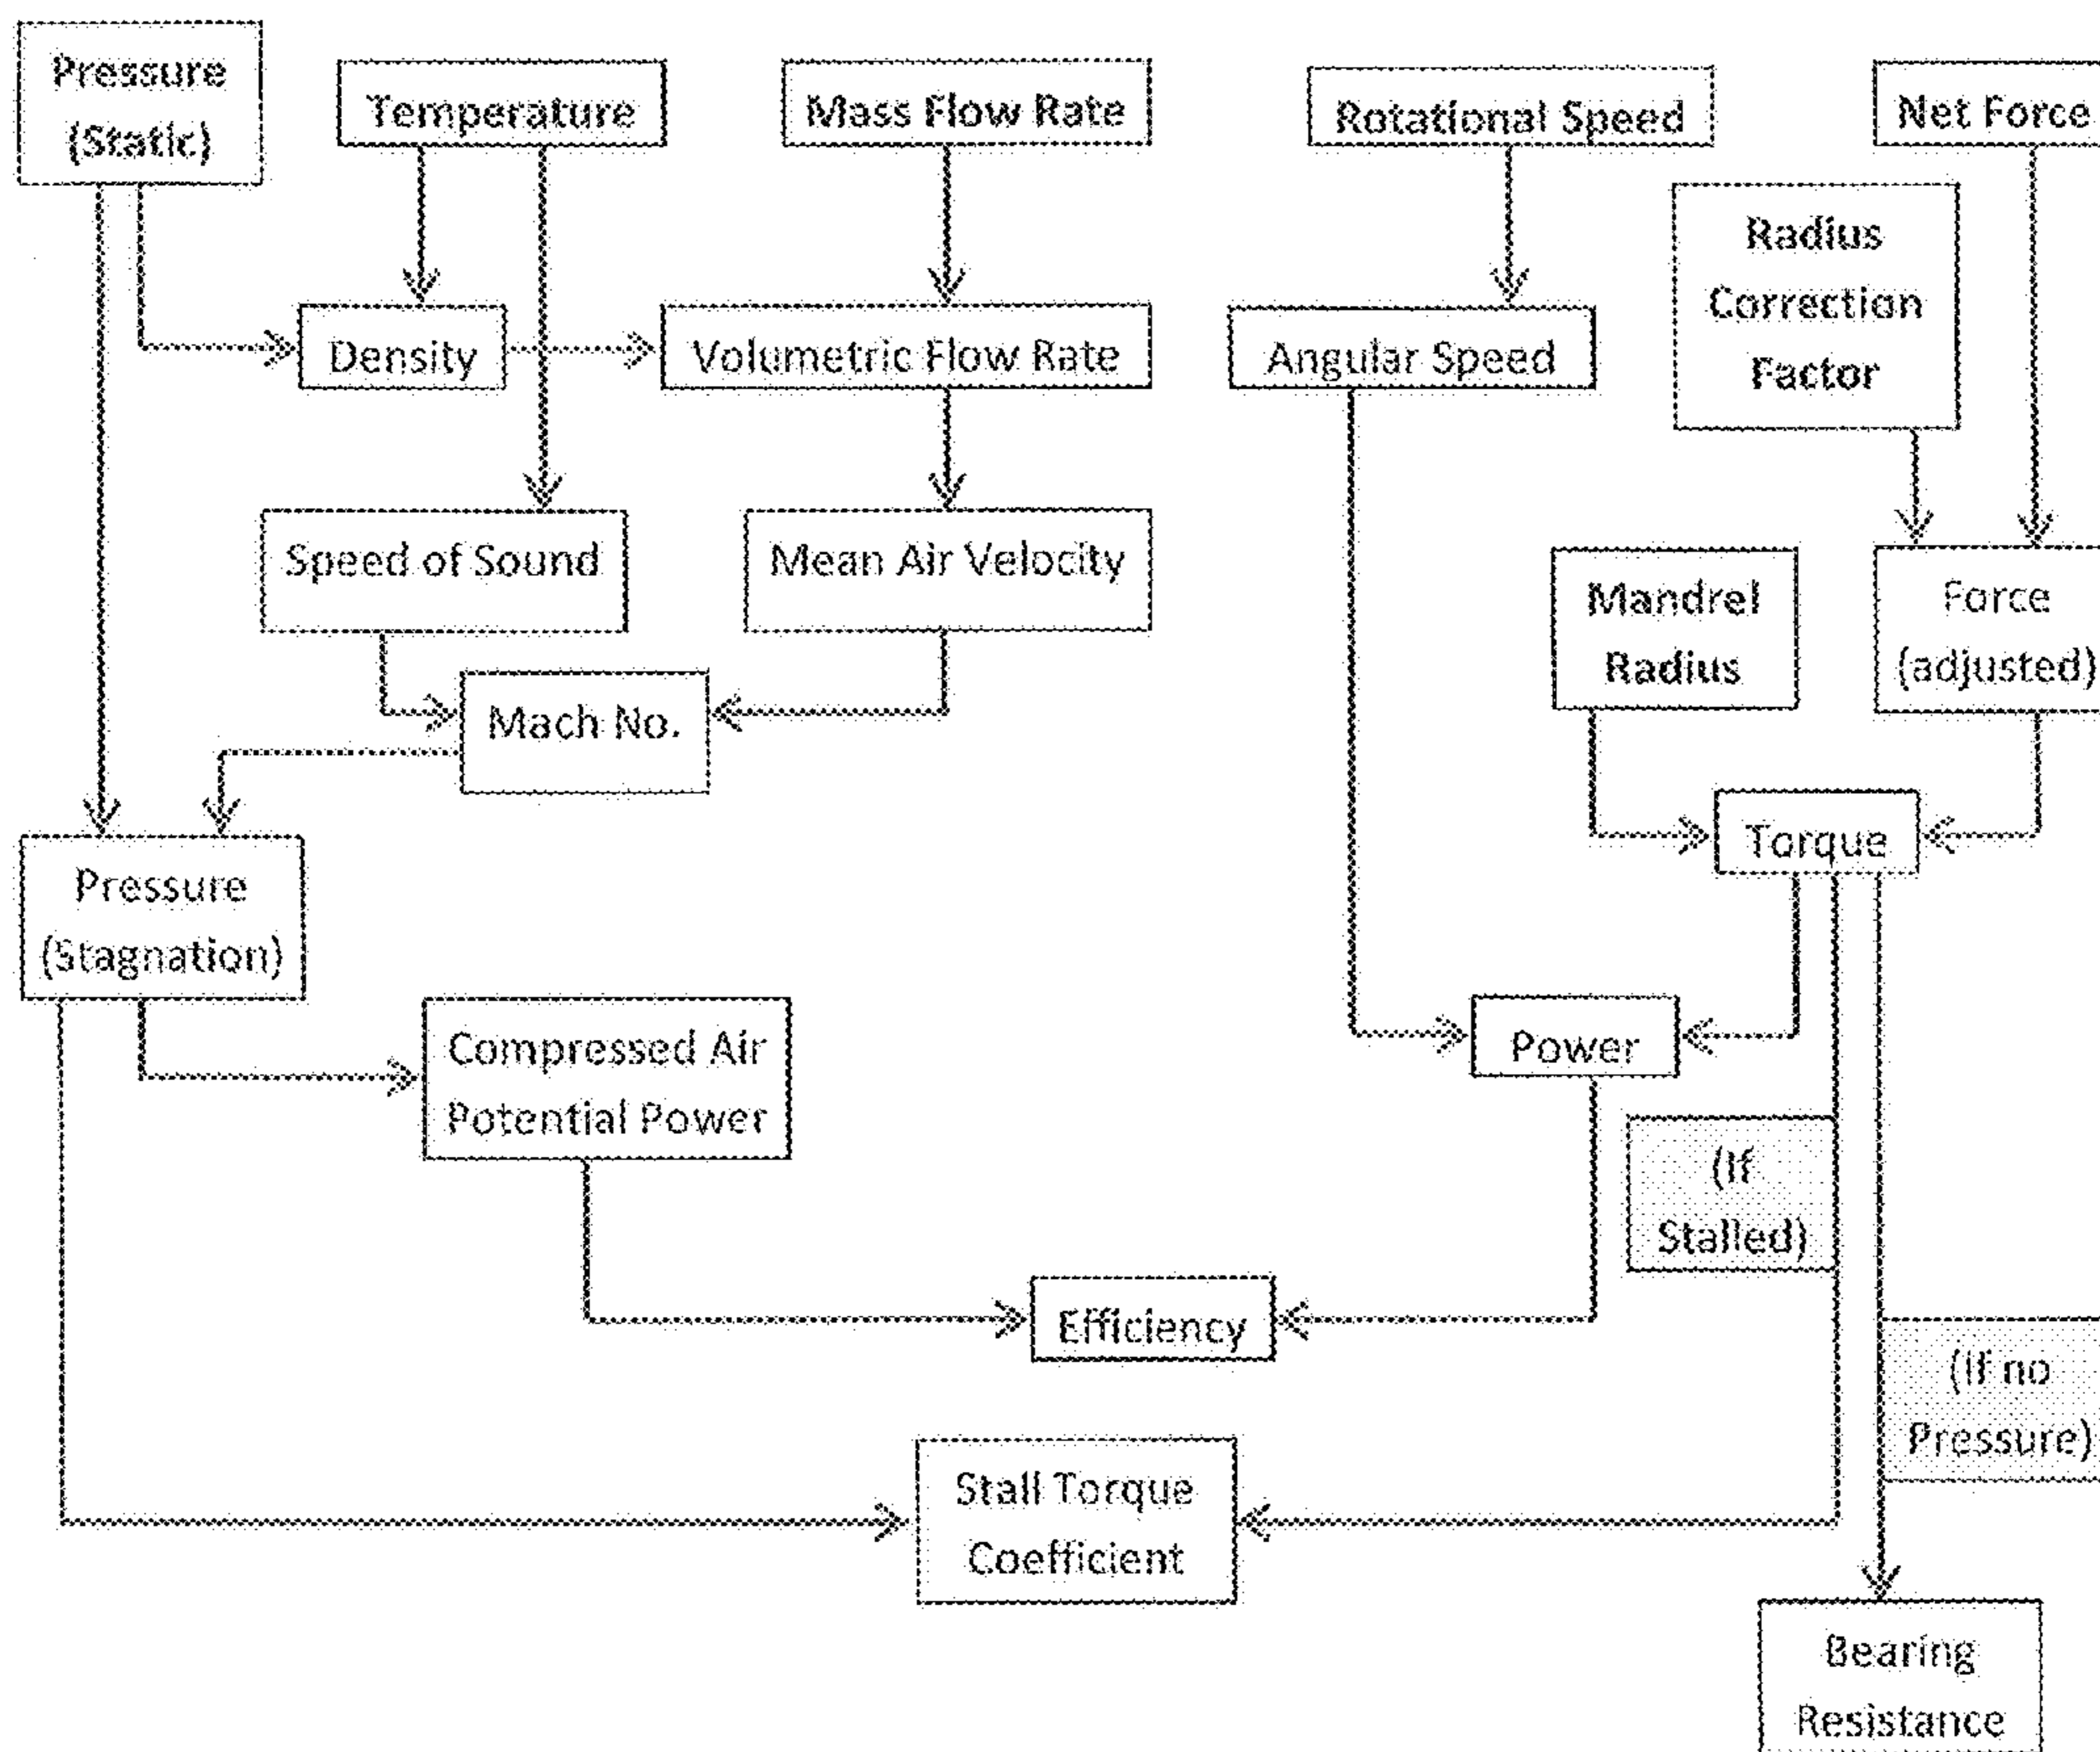 Pressure
(Static)
Temperature
Mass Flow Rate
Rotational Speed
Net Force
Radius
Correction
Factor
Density
Volumetric Flow Rate
Angular Speed
Speed of Sound
Mean Air Velocity
Mandrel
Radius
Force
(adjusted)
Mach No.
Torque
Pressure
(Stagnation)
Compressed Air
Potential Power
Power
(If
Stalled)
Efficiency
(If no
Pressure)
Stall Torque
Coefficient
Bearing
Resistance